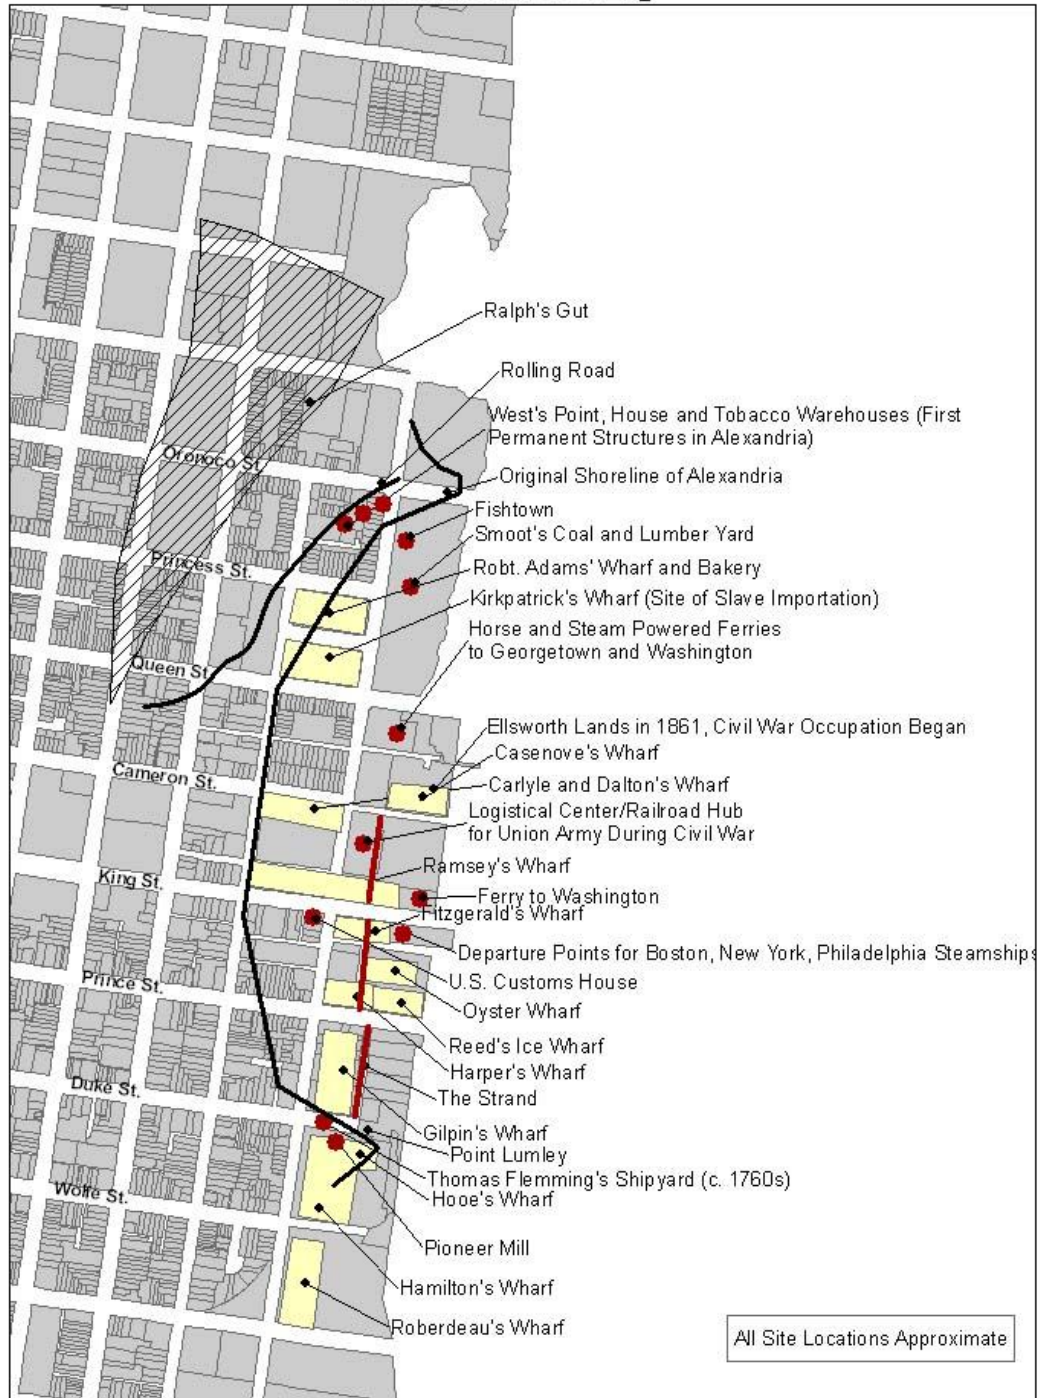 Ralph's Gut
Rolling Road
West's Point, House and Tobacco Warehouses (First
Permanent Structures in Alexandria)
Oronoco St.
Original Shoreline of Alexandria
Fishtown
Smoot's Coal and Lumber Yard
Princess St.
Robt. Adams' Wharf and Bakery
Kirkpatrick's Wharf (Site of Slave Importation)
Horse and Steam Powered Ferries
to Georgetown and Washington
Queen St.
Ellsworth Lands in 1861, Civil War Occupation Began
Casenove's Wharf
Cameron St.
Carlyle and Dalton's Wharf
Logistical Center/Railroad Hub
for Union Army During Civil War
Ramsey's Wharf
King St.
Ferry to Washington
Fitzgerald's Wharf
Departure Points for Boston, New York, Philadelphia Steamships
U.S. Customs House
Prince St.
Oyster Wharf
Reed's Ice Wharf
Harper's Wharf
Duke St.
The Strand
Gilpin's Wharf
Point Lumley
Thomas Flemming's Shipyard (c. 1760s)
Wolfe St.
Hooe's Wharf
Pioneer Mill
Hamilton's Wharf
Roberdeau's Wharf
All Site Locations Approximate